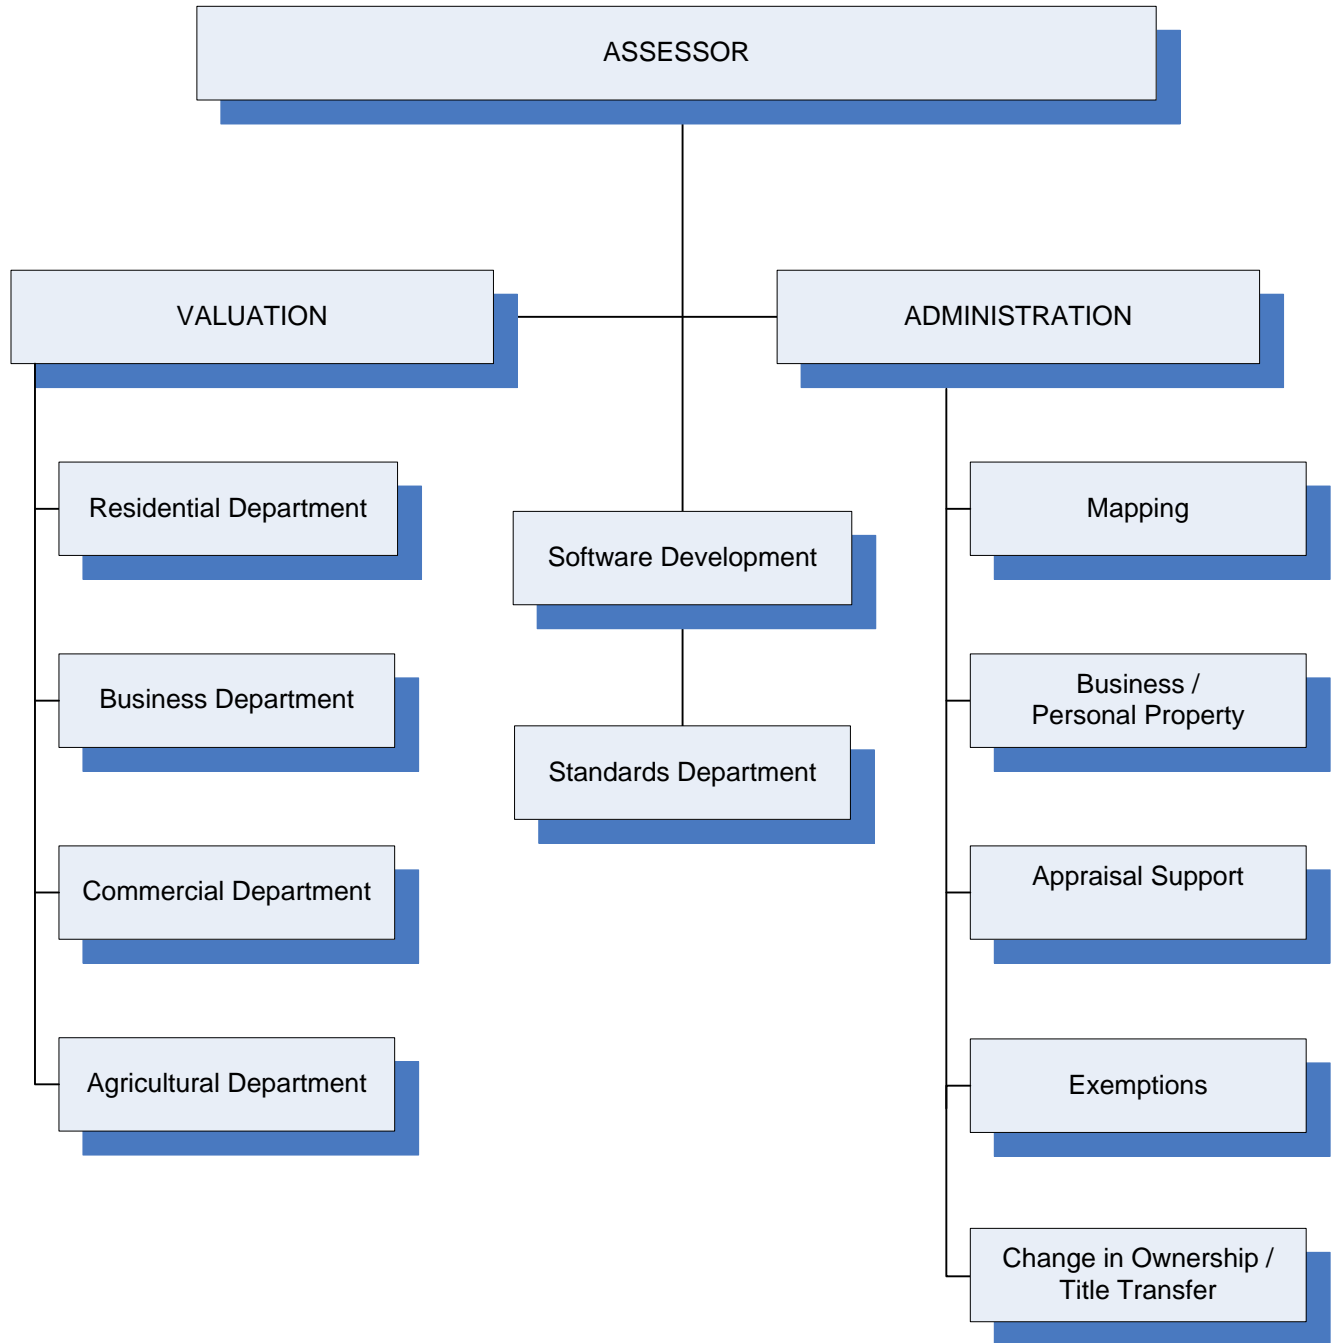 ASSESSOR
VALUATION
ADMINISTRATION
Residential Department
Business Department
Commercial Department
Agricultural Department
Software Development
Standards Department
Mapping
Business /
Personal Property
Appraisal Support
Exemptions
Change in Ownership /
Title Transfer